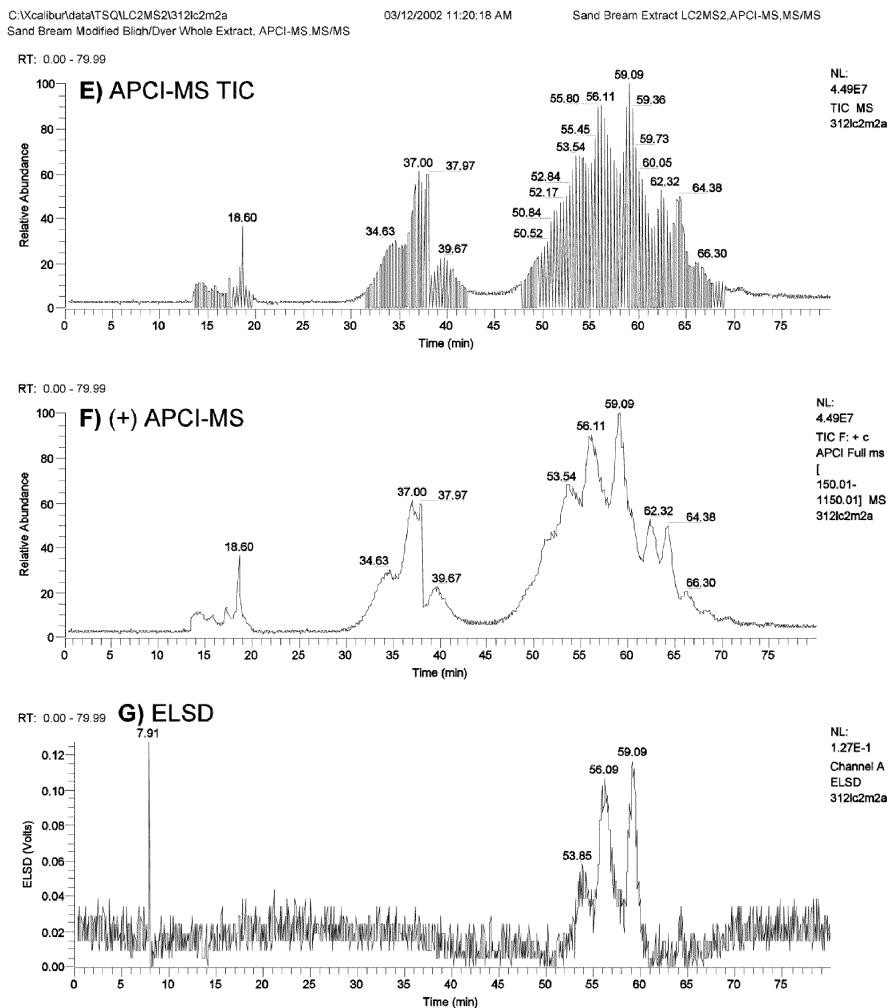 C:\Xcalibur\data\TSQ\LC2MS2\312lc2m2a 03/12/2002 11:20:18 AM Sand Bream Extract LC2MS2,APCI-MS,MS/MS
Sand Bream Modified Bligh/Dyer Whole Extract, APCI-MS,MS/MS
RT: 0.00 - 79.99
E) APCI-MS TIC
NL:
4.49E7
TIC MS
312lc2m2a
59.09
55.80 56.11 59.36
55.45 59.73
53.54 60.05
37.00 37.97
52.84 62.32 64.38
52.17
18.60 34.63 50.84
39.67 50.52 66.30
100
80
60
40
20
0
Relative Abundance
0 5 10 15 20 25 30 35 40 45 50 55 60 65 70 75
Time (min)
RT: 0.00 - 79.99
F) (+) APCI-MS
NL:
4.49E7
TIC F: + c
APCI Full ms
[
150.01-
1150.01] MS
312lc2m2a
59.09
56.11
53.54
37.00 37.97
62.32 64.38
18.60 34.63
39.67 66.30
100
80
60
40
20
0
Relative Abundance
0 5 10 15 20 25 30 35 40 45 50 55 60 65 70 75
Time (min)
RT: 0.00 - 79.99 G) ELSD
NL:
1.27E-1
Channel A
ELSD
312lc2m2a
7.91
59.09
56.09
53.85
0.12
0.10
0.08
0.06
0.04
0.02
0.00
ELSD (Volts)
0 5 10 15 20 25 30 35 40 45 50 55 60 65 70 75
Time (min)